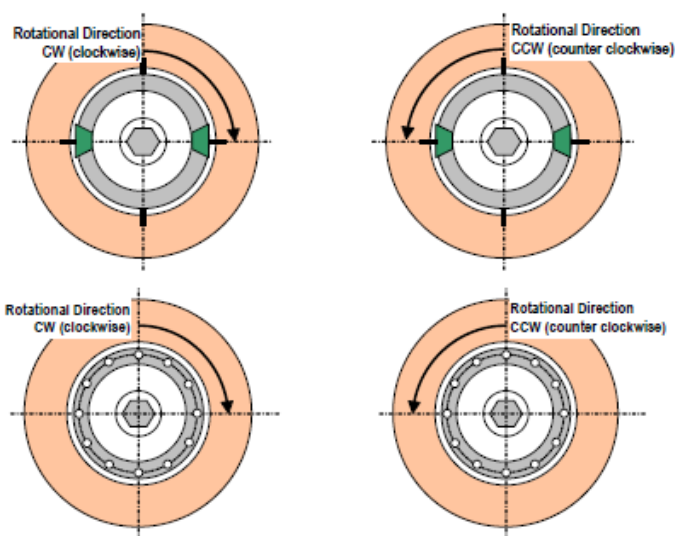 Rotational Direction
CW (clockwise)
Rotational Direction
CCW (counter clockwise)
Rotational Direction
CW (clockwise)
Rotational Direction
CCW (counter clockwise)